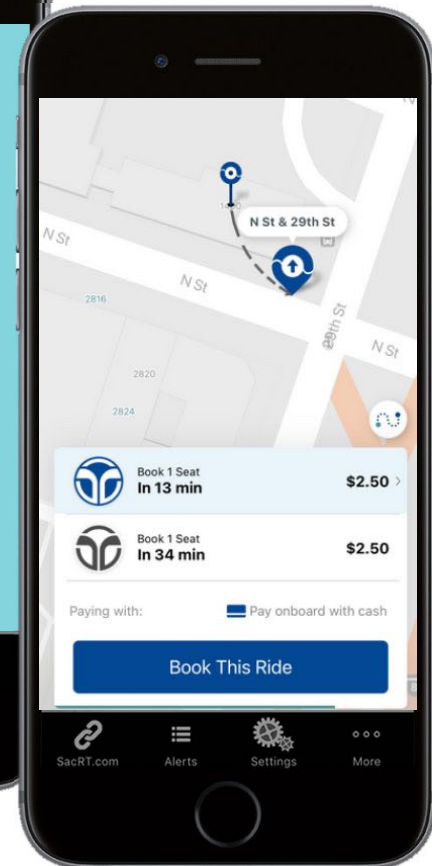 N St & 29th St
N St
N St
29th St
N St
2816
2820
2824
Book 1 Seat
In 13 min
$2.50
Book 1 Seat
In 34 min
$2.50
Paying with:
Pay onboard with cash
Book This Ride
SacRT.com
Alerts
Settings
More